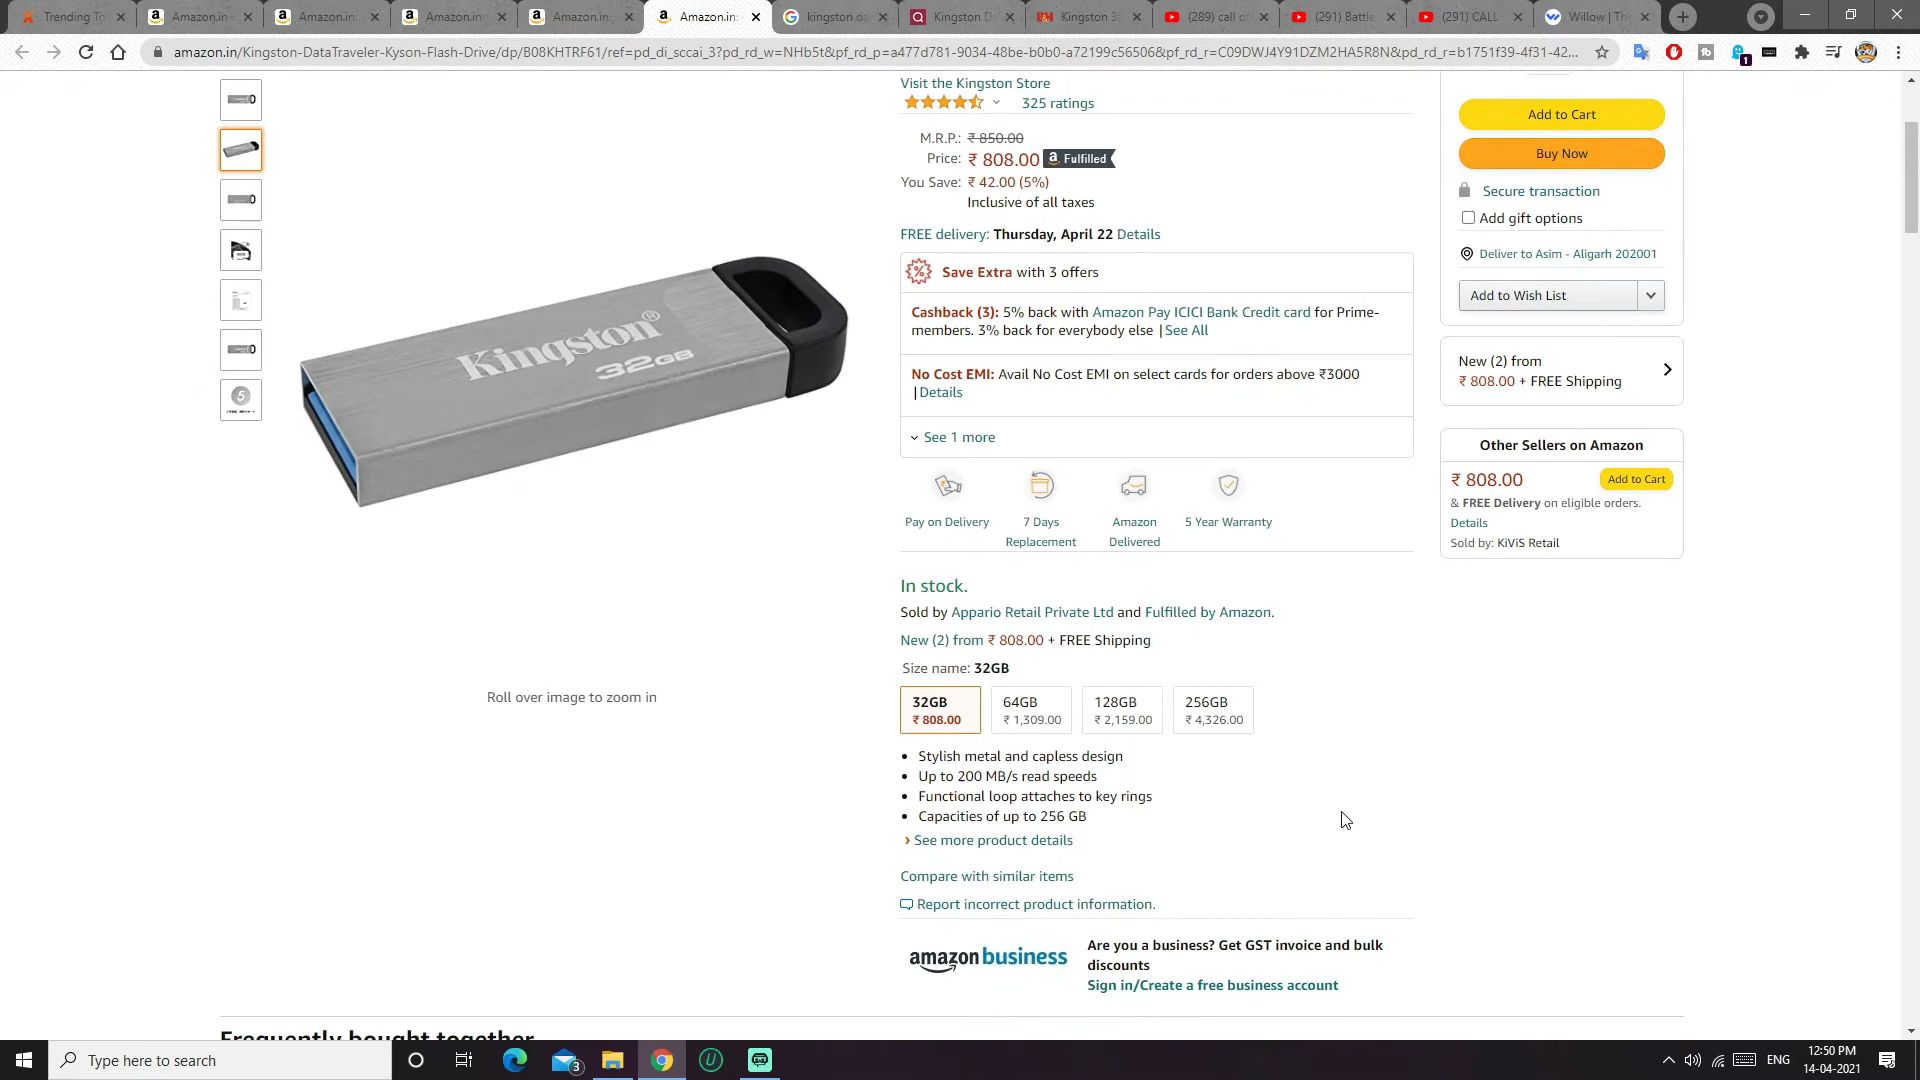 Trending To
Amazon.in
Amazon.in:
Amazon.in
Amazon.in:
Amazon.in:
kingston da
Kingston D
Kingston 3
(289) call o
(291) Battle
(291) CALL
Willow | Th
amazon.in/Kingston-DataTraveler-Kyson-Flash-Drive/dp/B08KHTRF61/ref=pd_di_sccai_3?pd_rd_w=NHb5t&pf_rd_p=a477d781-9034-48be-b0b0-a72199c56506&pf_rd_r=C09DWJ4Y91DZM2HA5R8N&pd_rd_r=b1751f39-4f31-42...
1
Visit the Kingston Store
325 ratings
M.R.P.: ₹ 850.00
Price: ₹ 808.00 a Fulfilled
You Save: ₹ 42.00 (5%)
Inclusive of all taxes
FREE delivery: Thursday, April 22 Details
Save Extra with 3 offers
Cashback (3): 5% back with Amazon Pay ICICI Bank Credit card for Prime-
members. 3% back for everybody else | See All
No Cost EMI: Avail No Cost EMI on select cards for orders above ₹3000
| Details
See 1 more
Pay on Delivery
7 Days
Replacement
Amazon
Delivered
5 Year Warranty
In stock.
Sold by Appario Retail Private Ltd and Fulfilled by Amazon.
New (2) from ₹ 808.00 + FREE Shipping
Size name: 32GB
32GB
₹ 808.00
64GB
₹ 1,309.00
128GB
₹ 2,159.00
256GB
₹ 4,326.00
• Stylish metal and capless design
• Up to 200 MB/s read speeds
• Functional loop attaches to key rings
• Capacities of up to 256 GB
› See more product details
Compare with similar items
Report incorrect product information.
amazon business
Are you a business? Get GST invoice and bulk
discounts
Sign in/Create a free business account
Frequently bought together
Kingston®
32GB
5
Roll over image to zoom in
Add to Cart
Buy Now
Secure transaction
Add gift options
Deliver to Asim - Aligarh 202001
Add to Wish List
New (2) from
₹ 808.00 + FREE Shipping
Other Sellers on Amazon
₹ 808.00
Add to Cart
& FREE Delivery on eligible orders.
Details
Sold by: KiViS Retail
Type here to search
3
ENG
12:50 PM
14-04-2021